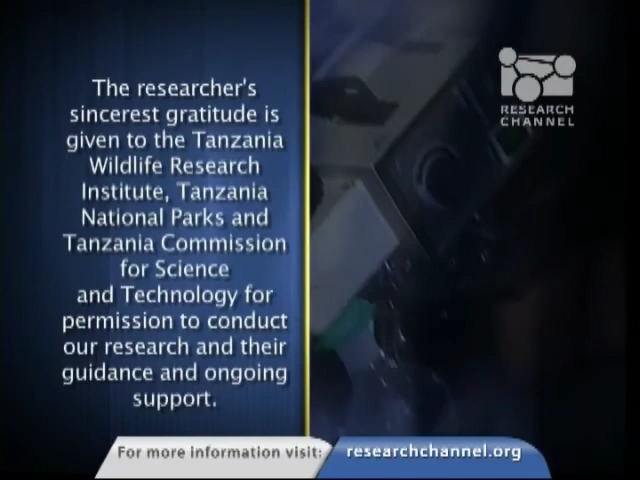 The researcher's
sincerest gratitude is
given to the Tanzania
Wildlife Research
Institute, Tanzania
National Parks and
Tanzania Commission
for Science
and Technology for
permission to conduct
our research and their
guidance and ongoing
support.
RESEARCH
CHANNEL
For more information visit: researchchannel.org